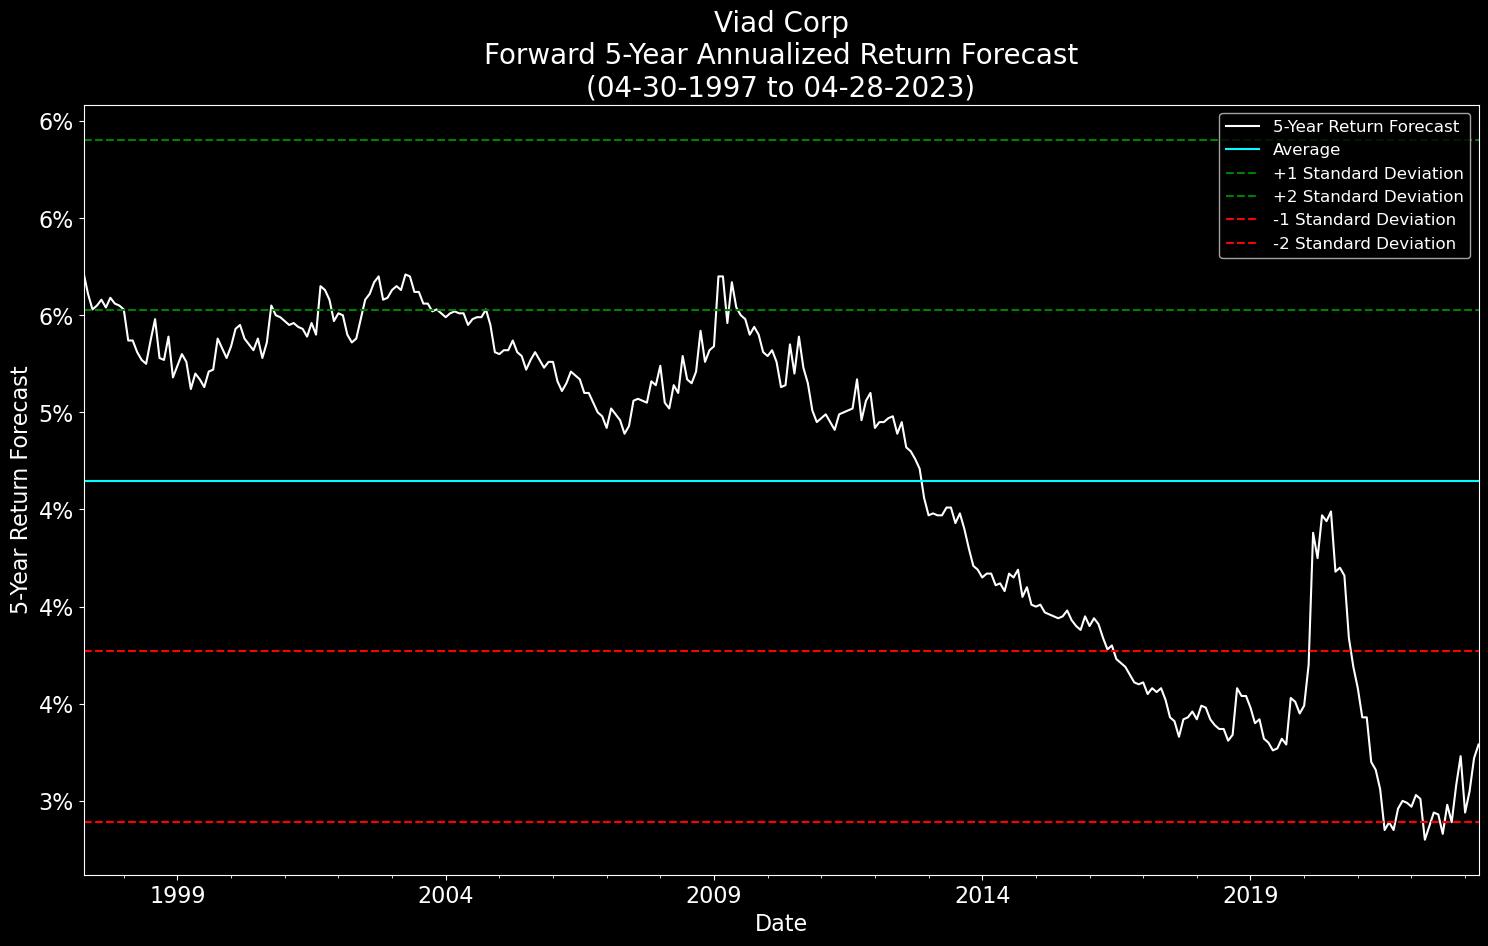 Viad Corp
Forward 5-Year Annualized Return Forecast
(04-30-1997 to 04-28-2023)
6%
6%
6%
5%
4%
4%
4%
3%
5-Year Return Forecast
5-Year Return Forecast
Average
+1 Standard Deviation
+2 Standard Deviation
-1 Standard Deviation
-2 Standard Deviation
1999
2004
2009
2014
2019
Date